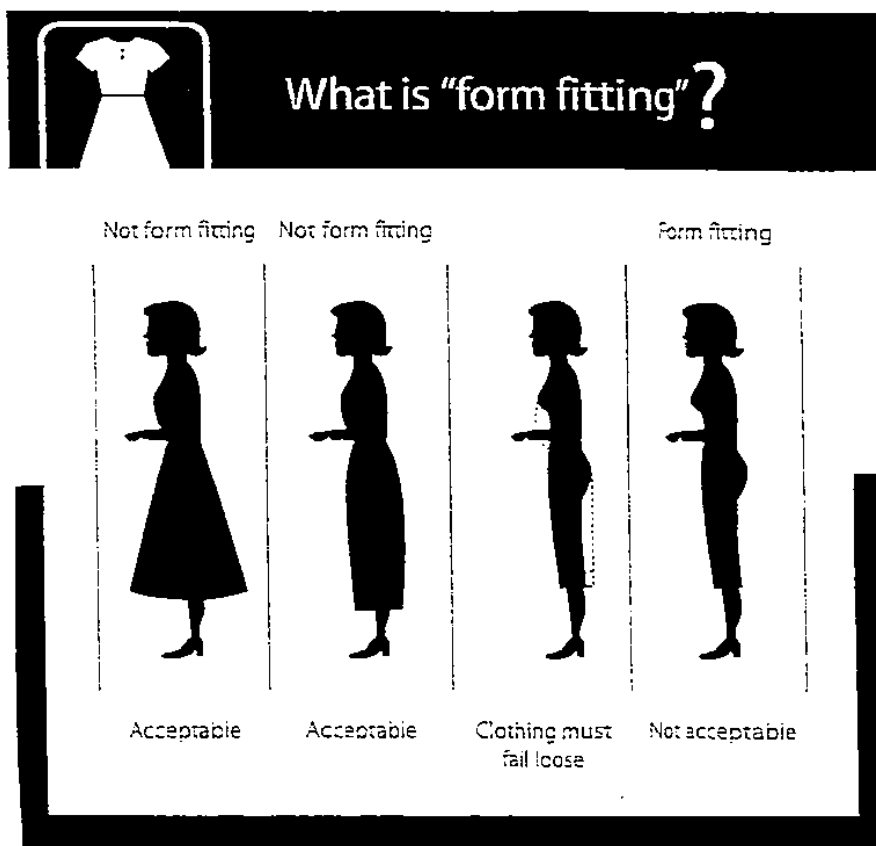 What is "form fitting"?
Not form fitting
Not form fitting
Form fitting
Acceptable
Acceptable
Clothing must
fall loose
Not acceptable